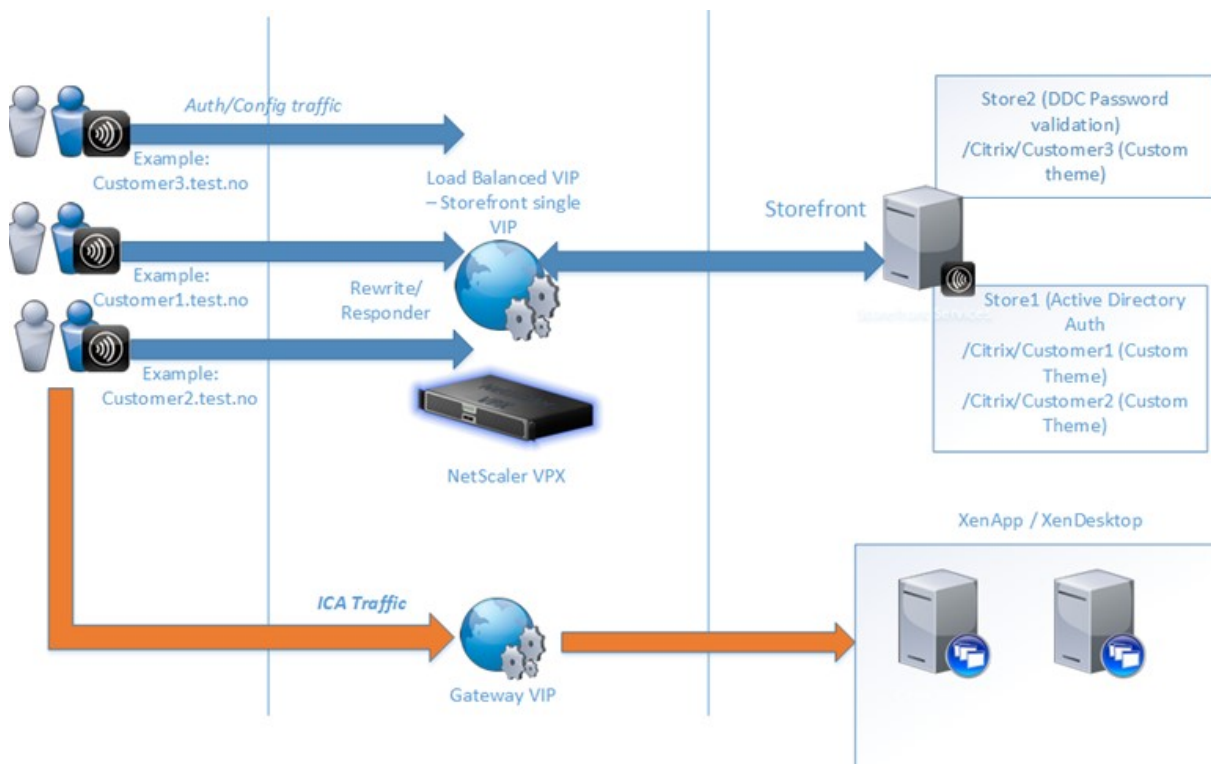 Auth/Config traffic
Example:
Customer3.test.no
Example:
Customer1.test.no
Example:
Customer2.test.no
Load Balanced VIP
– Storefront single
VIP
Rewrite/
Responder
VPX
NetScaler VPX
Storefront
Store2 (DDC Password
validation)
/Citrix/Customer3 (Custom
theme)
Store1 (Active Directory
Auth
/Citrix/Customer1 (Custom
Theme)
/Citrix/Customer2 (Custom
Theme)
XenApp / XenDesktop
ICA Traffic
Gateway VIP